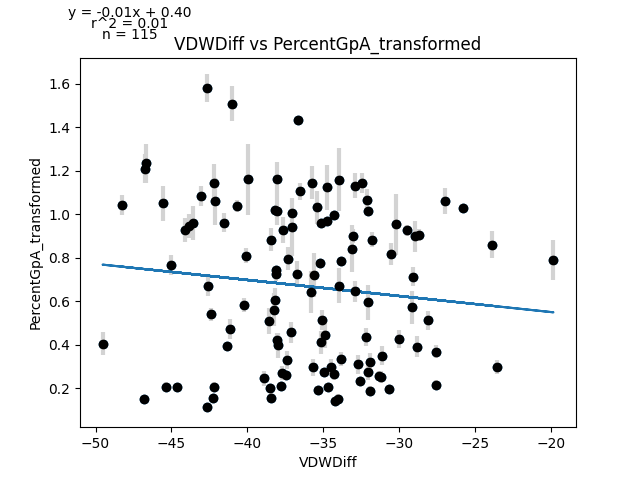 y = -0.01x + 0.40
r^2 = 0.01
n = 115
VDWDiff vs PercentGpA_transformed
PercentGpA_transformed
1.6
1.4
1.2
1.0
0.8
0.6
0.4
0.2
−50 −45 −40 −35 −30 −25 −20
VDWDiff